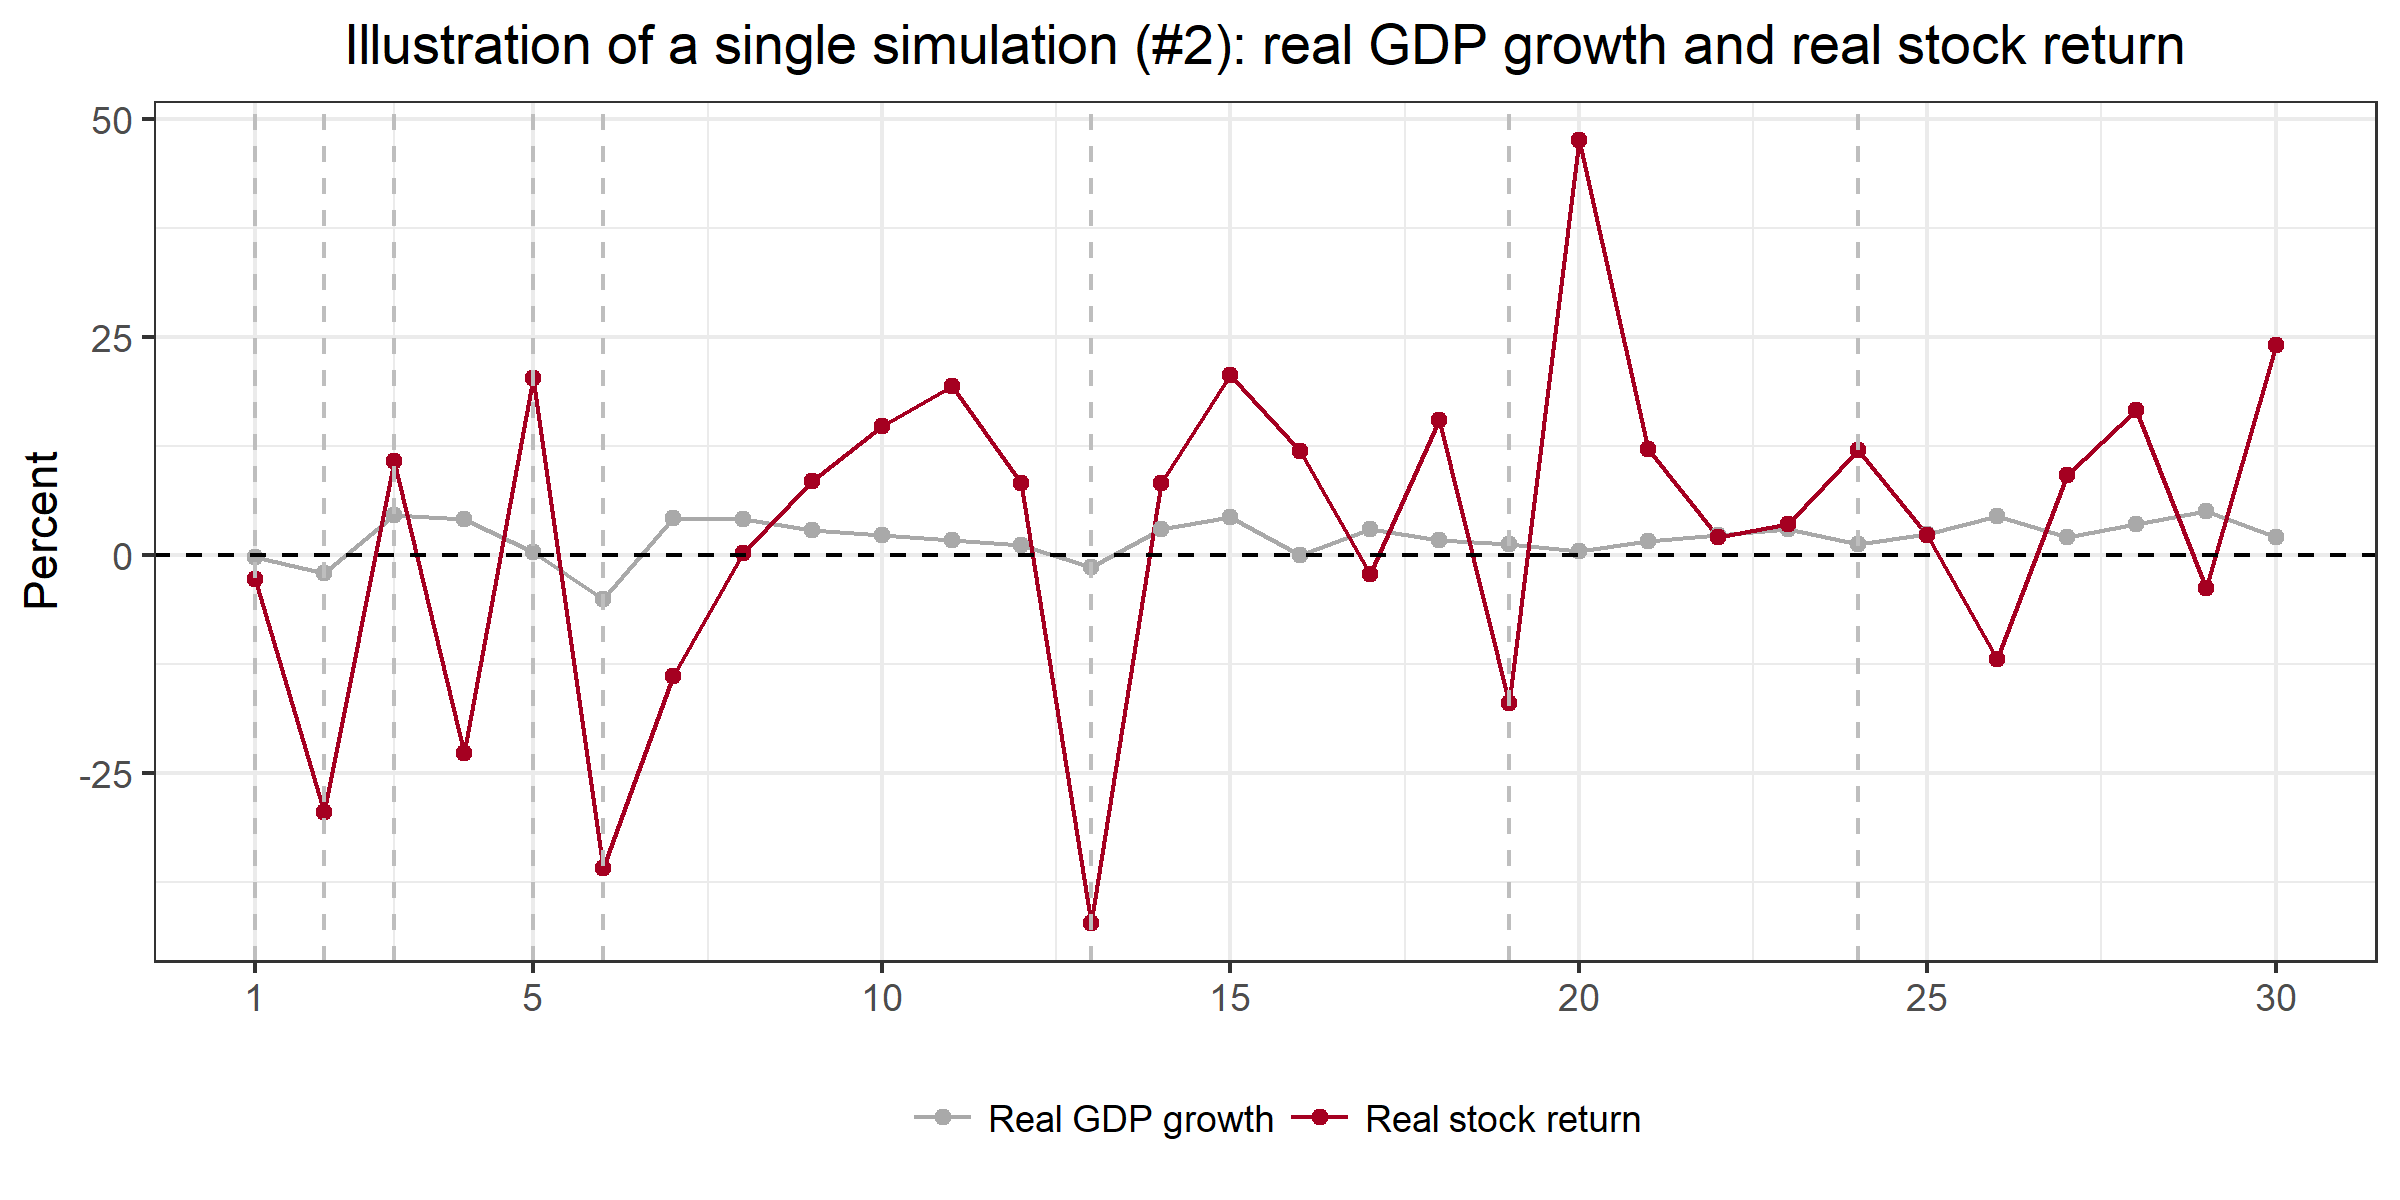 Illustration of a single simulation (#2): real GDP growth and real stock return
Percent
50
25
0
-25
1 5 10 15 20 25 30
Real GDP growth Real stock return